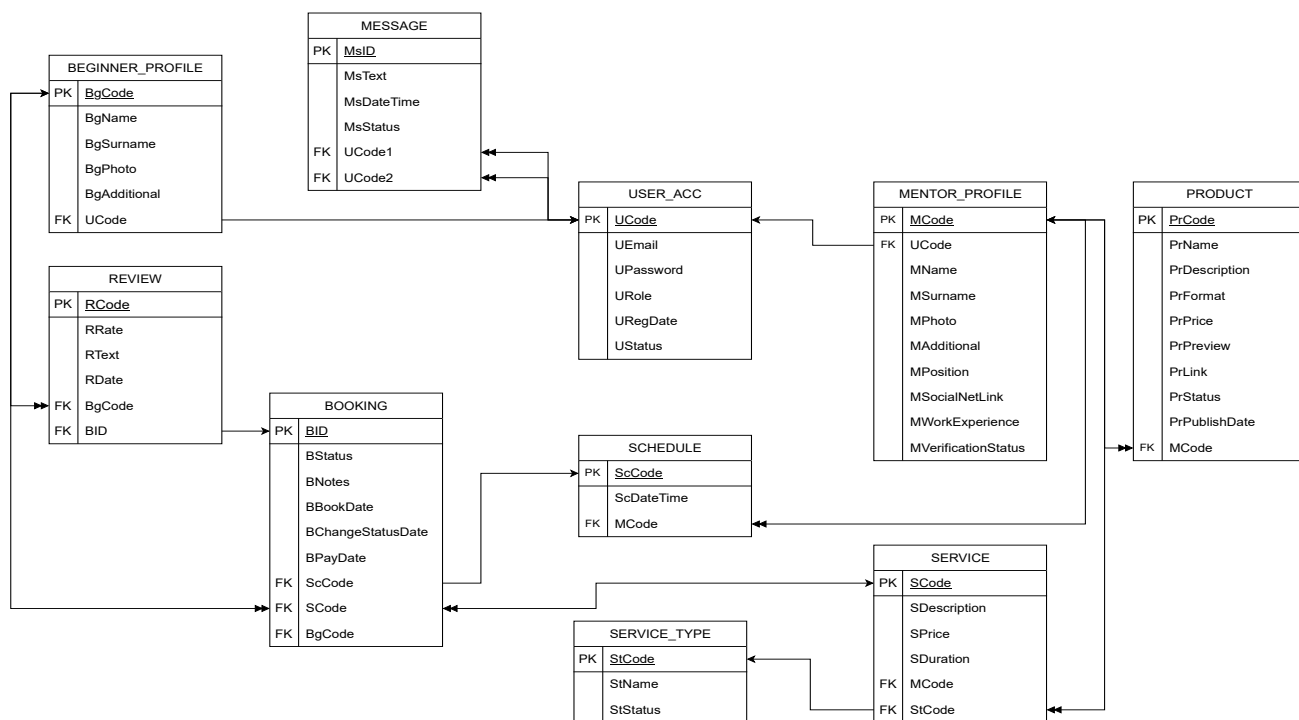 MESSAGE
PK MsID
MsText
MsDateTime
MsStatus
FK UCode1
FK UCode2
BEGINNER_PROFILE
PK BgCode
BgName
BgSurname
BgPhoto
BgAdditional
FK UCode
USER_ACC
PK UCode
UEmail
UPassword
URole
URegDate
UStatus
MENTOR_PROFILE
PK MCode
FK UCode
MName
MSurname
MPhoto
MAdditional
MPosition
MSocialNetLink
MWorkExperience
MVerificationStatus
PRODUCT
PK PrCode
PrName
PrDescription
PrFormat
PrPrice
PrPreview
PrLink
PrStatus
PrPublishDate
FK MCode
REVIEW
PK RCode
RRate
RText
RDate
FK BgCode
FK BID
BOOKING
PK BID
BStatus
BNotes
BBookDate
BChangeStatusDate
BPayDate
FK ScCode
FK SCode
FK BgCode
SCHEDULE
PK ScCode
ScDateTime
FK MCode
SERVICE
PK SCode
SDescription
SPrice
SDuration
FK MCode
FK StCode
SERVICE_TYPE
PK StCode
StName
StStatus